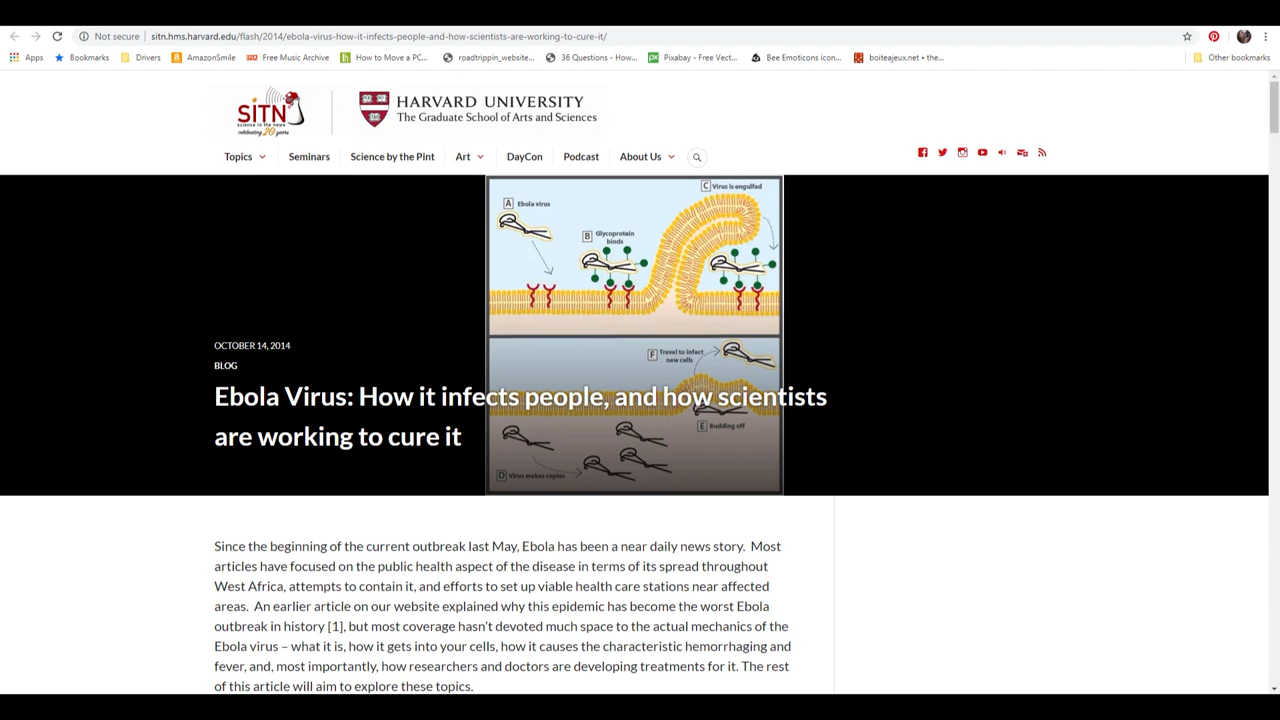 Not secure
sitn.hms.harvard.edu/flash/2014/ebola-virus-how-it-infects-people-and-how-scientists-are-working-to-cure-it/
Apps Bookmarks Drivers AmazonSmile Free Music Archive How to Move a PC... roadtrippin_website... 36 Questions - How... Pixabay - Free Vect... Bee Emoticons icon... boiteajeux.net • the... Other bookmarks
SITN
science in the news
celebrating 20 years
HARVARD UNIVERSITY
The Graduate School of Arts and Sciences
Topics Seminars Science by the Pint Art DayCon Podcast About Us
A Ebola virus
B Glycoprotein
binds
C Virus is engulfed
F Travel to infect
new cells
E Budding off
D Virus makes copies
OCTOBER 14, 2014
BLOG
Ebola Virus: How it infects people, and how scientists
are working to cure it
Since the beginning of the current outbreak last May, Ebola has been a near daily news story. Most
articles have focused on the public health aspect of the disease in terms of its spread throughout
West Africa, attempts to contain it, and efforts to set up viable health care stations near affected
areas. An earlier article on our website explained why this epidemic has become the worst Ebola
outbreak in history [1], but most coverage hasn't devoted much space to the actual mechanics of the
Ebola virus – what it is, how it gets into your cells, how it causes the characteristic hemorrhaging and
fever, and, most importantly, how researchers and doctors are developing treatments for it. The rest
of this article will aim to explore these topics.